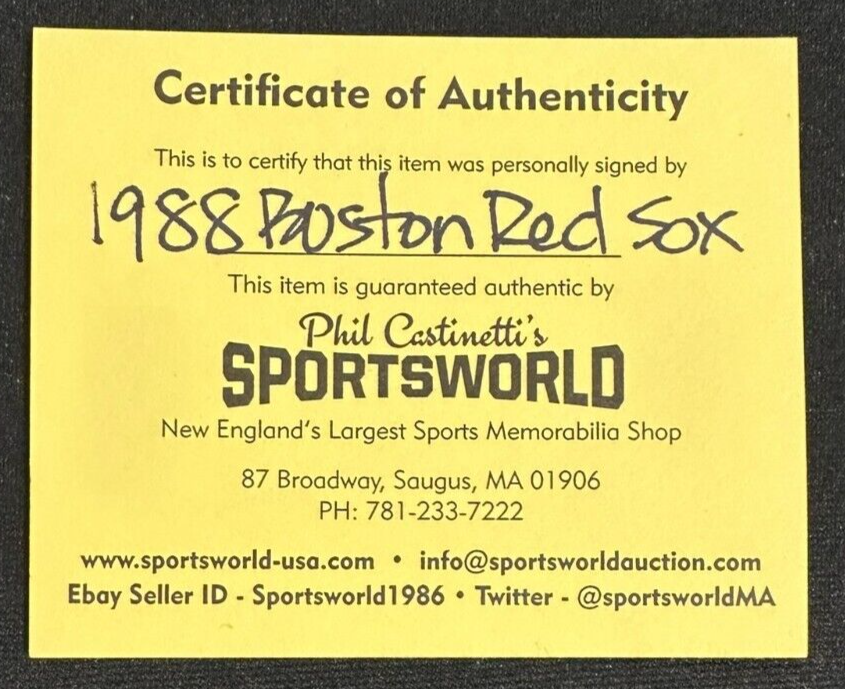 Certificate of Authenticity
This is to certify that this item was personally signed by
1988 Boston Red Sox
This item is guaranteed authentic by
Phil Castinetti's
SPORTSWORLD
New England's Largest Sports Memorabilia Shop
87 Broadway, Saugus, MA 01906
PH: 781-233-7222
www.sportsworld-usa.com • info@sportsworldauction.com
Ebay Seller ID - Sportsworld1986 • Twitter - @sportsworldMA